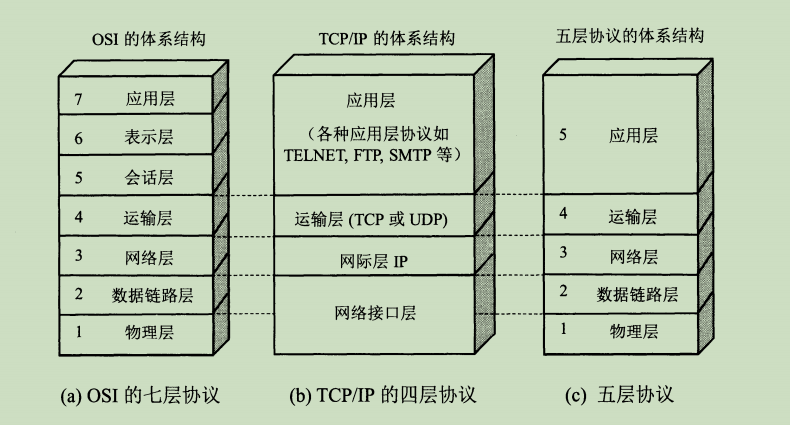 OSI 的体系结构
7 应用层
6 表示层
5 会话层
4 运输层
3 网络层
2 数据链路层
1 物理层
(a) OSI 的七层协议
TCP/IP 的体系结构
应用层
(各种应用层协议如
TELNET, FTP, SMTP 等)
运输层 (TCP 或 UDP)
网际层 IP
网络接口层
(b) TCP/IP 的四层协议
五层协议的体系结构
5 应用层
4 运输层
3 网络层
2 数据链路层
1 物理层
(c) 五层协议